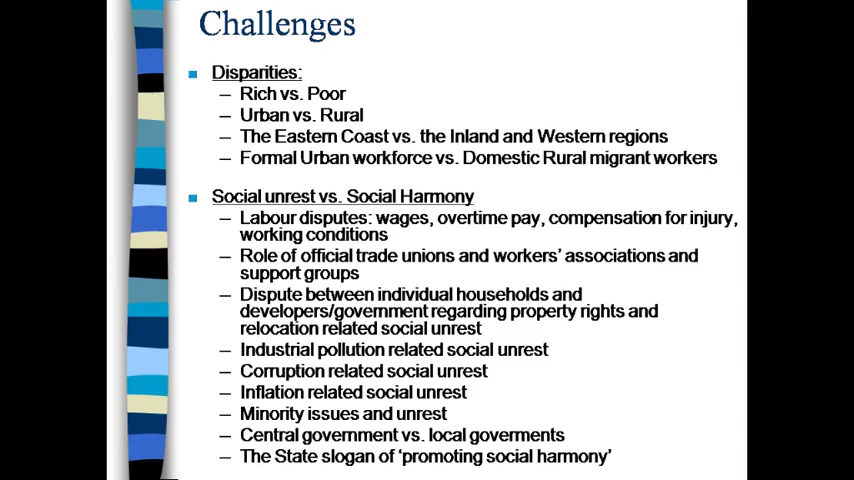 Challenges
Disparities:
– Rich vs. Poor
– Urban vs. Rural
– The Eastern Coast vs. the Inland and Western regions
– Formal Urban workforce vs. Domestic Rural migrant workers
Social unrest vs. Social Harmony
– Labour disputes: wages, overtime pay, compensation for injury,
working conditions
– Role of official trade unions and workers’ associations and
support groups
– Dispute between individual households and
developers/government regarding property rights and
relocation related social unrest
– Industrial pollution related social unrest
– Corruption related social unrest
– Inflation related social unrest
– Minority issues and unrest
– Central government vs. local goverments
– The State slogan of ‘promoting social harmony’